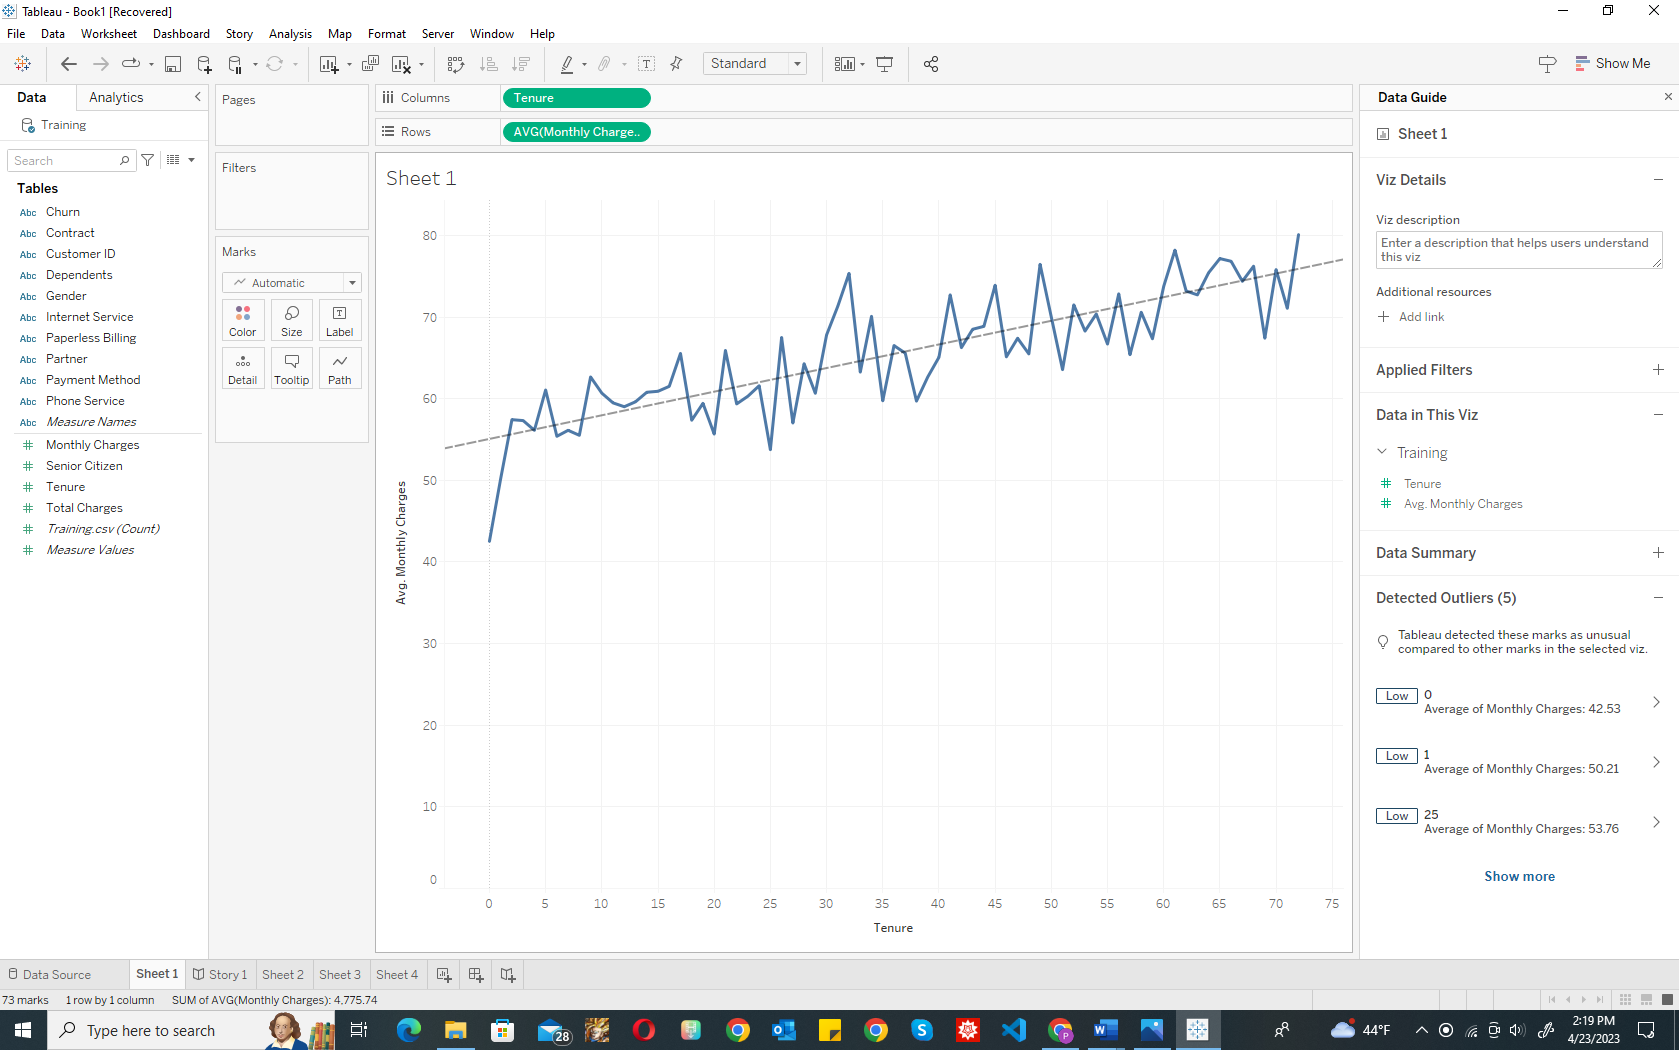 Tableau - Book1 [Recovered]
File Data Worksheet Dashboard Story Analysis Map Format Server Window Help
Standard
Show Me
Data Analytics
Training
Search
Tables
Abc Churn
Abc Contract
Abc Customer ID
Abc Dependents
Abc Gender
Abc Internet Service
Abc Paperless Billing
Abc Partner
Abc Payment Method
Abc Phone Service
Abc Measure Names
# Monthly Charges
# Senior Citizen
# Tenure
# Total Charges
# Training.csv (Count)
# Measure Values
Pages
Filters
Marks
Automatic
Color Size Label
Detail Tooltip Path
Columns Tenure
Rows AVG(Monthly Charge..
Sheet 1
80
70
60
50
40
30
20
10
0
Avg. Monthly Charges
0 5 10 15 20 25 30 35 40 45 50 55 60 65 70 75
Tenure
Data Guide
Sheet 1
Viz Details
Viz description
Enter a description that helps users understand
this viz
Additional resources
Add link
Applied Filters
Data in This Viz
Training
# Tenure
# Avg. Monthly Charges
Data Summary
Detected Outliers (5)
Tableau detected these marks as unusual
compared to other marks in the selected viz.
Low 0
Average of Monthly Charges: 42.53
Low 1
Average of Monthly Charges: 50.21
Low 25
Average of Monthly Charges: 53.76
Show more
Data Source Sheet 1 Story 1 Sheet 2 Sheet 3 Sheet 4
73 marks 1 row by 1 column SUM of AVG(Monthly Charges): 4,775.74
Type here to search
28
44°F
2:19 PM
4/23/2023